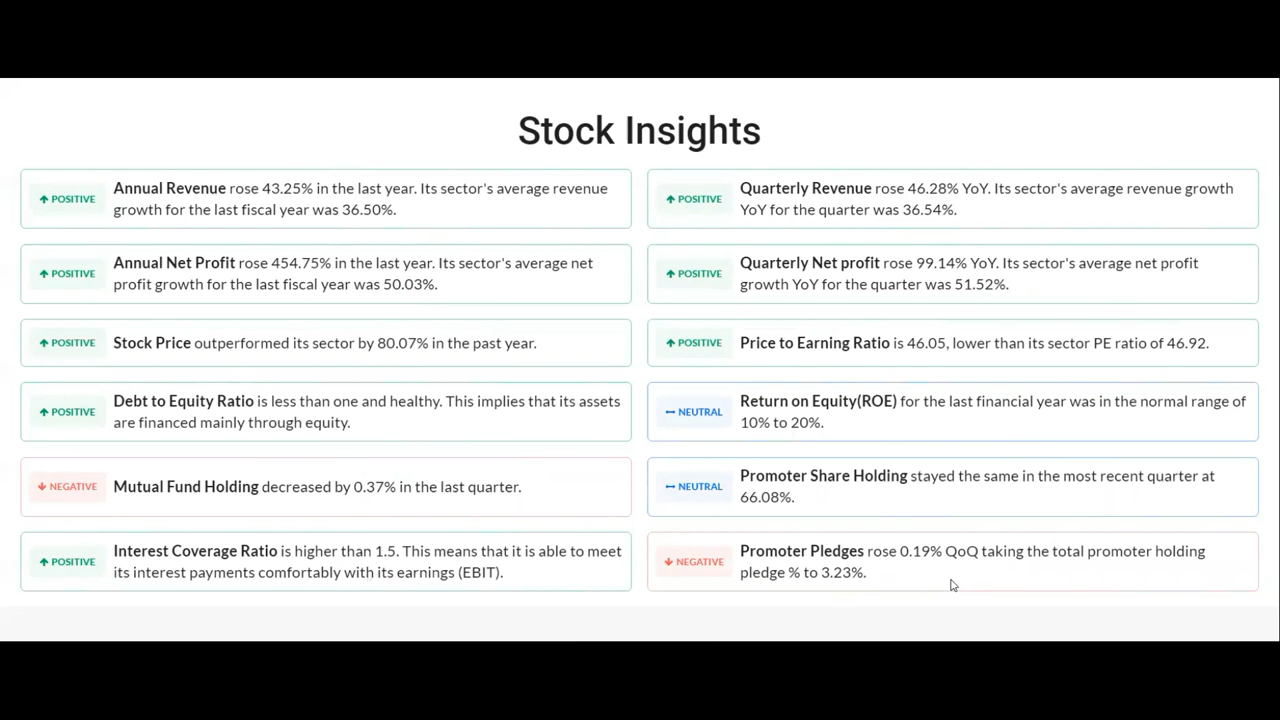 Stock Insights
POSITIVE
Annual Revenue rose 43.25% in the last year. Its sector's average revenue
growth for the last fiscal year was 36.50%.
POSITIVE
Quarterly Revenue rose 46.28% YoY. Its sector's average revenue growth
YoY for the quarter was 36.54%.
POSITIVE
Annual Net Profit rose 454.75% in the last year. Its sector's average net
profit growth for the last fiscal year was 50.03%.
POSITIVE
Quarterly Net profit rose 99.14% YoY. Its sector's average net profit
growth YoY for the quarter was 51.52%.
POSITIVE
Stock Price outperformed its sector by 80.07% in the past year.
POSITIVE
Price to Earning Ratio is 46.05, lower than its sector PE ratio of 46.92.
POSITIVE
Debt to Equity Ratio is less than one and healthy. This implies that its assets
are financed mainly through equity.
NEUTRAL
Return on Equity(ROE) for the last financial year was in the normal range of
10% to 20%.
NEGATIVE
Mutual Fund Holding decreased by 0.37% in the last quarter.
NEUTRAL
Promoter Share Holding stayed the same in the most recent quarter at
66.08%.
POSITIVE
Interest Coverage Ratio is higher than 1.5. This means that it is able to meet
its interest payments comfortably with its earnings (EBIT).
NEGATIVE
Promoter Pledges rose 0.19% QoQ taking the total promoter holding
pledge % to 3.23%.